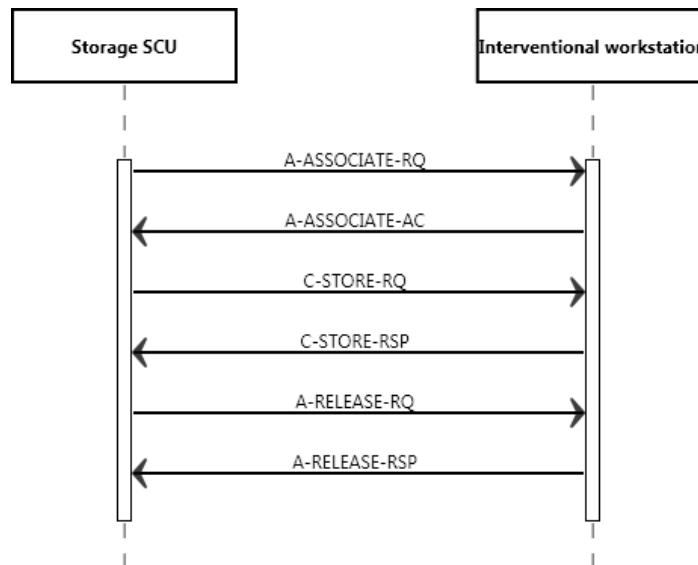 Storage SCU
Interventional workstation
A-ASSOCIATE-RQ
A-ASSOCIATE-AC
C-STORE-RQ
C-STORE-RSP
A-RELEASE-RQ
A-RELEASE-RSP